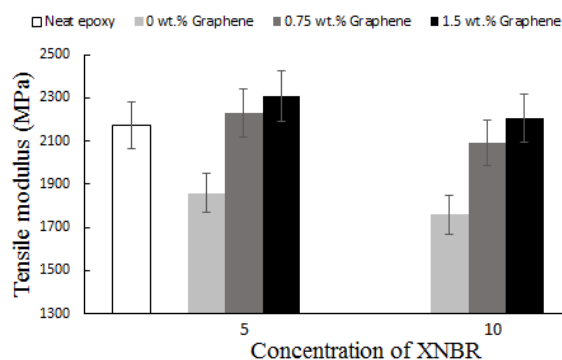 Neat epoxy 0 wt.% Graphene 0.75 wt.% Graphene 1.5 wt.% Graphene
Tensile modulus (MPa)
2500
2300
2100
1900
1700
1500
1300
5 10
Concentration of XNBR